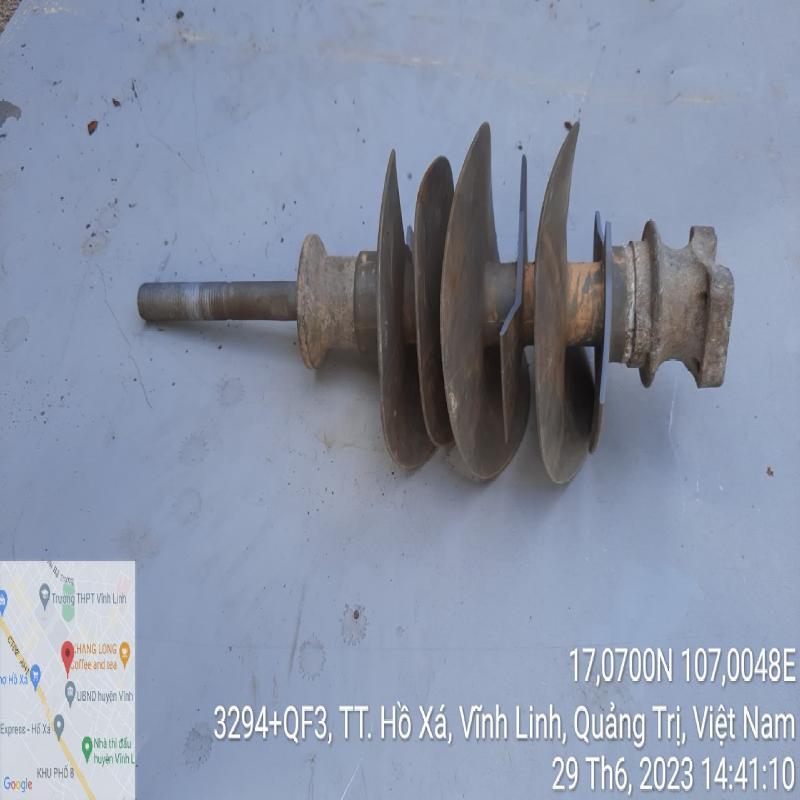 Trường THPT Vĩnh Linh
KHANG LONG
Coffee and tea
UBND huyện Vĩnh
Express - Hồ Xá
Nhà thi đấu
huyện Vĩnh L
KHU PHỐ 8
Google
17,0700N 107,0048E
3294+QF3, TT. Hồ Xá, Vĩnh Linh, Quảng Trị, Việt Nam
29 Th6, 2023 14:41:10